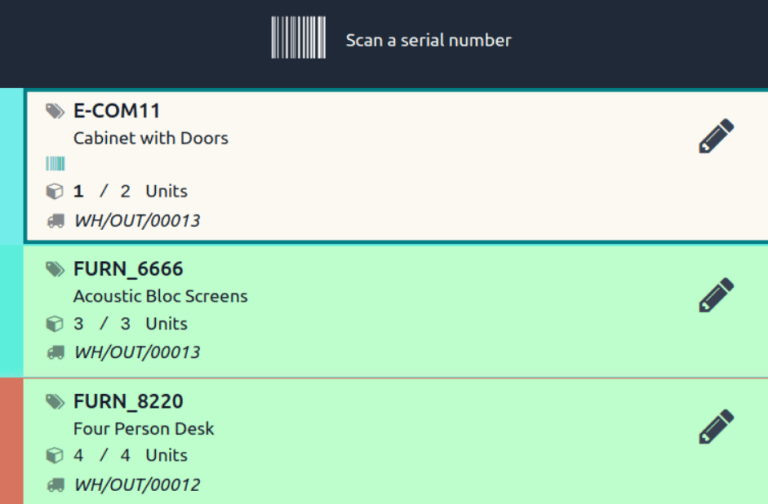 Scan a serial number
E-COM11
Cabinet with Doors
1 / 2 Units
WH/OUT/00013
FURN_6666
Acoustic Bloc Screens
3 / 3 Units
WH/OUT/00013
FURN_8220
Four Person Desk
4 / 4 Units
WH/OUT/00012